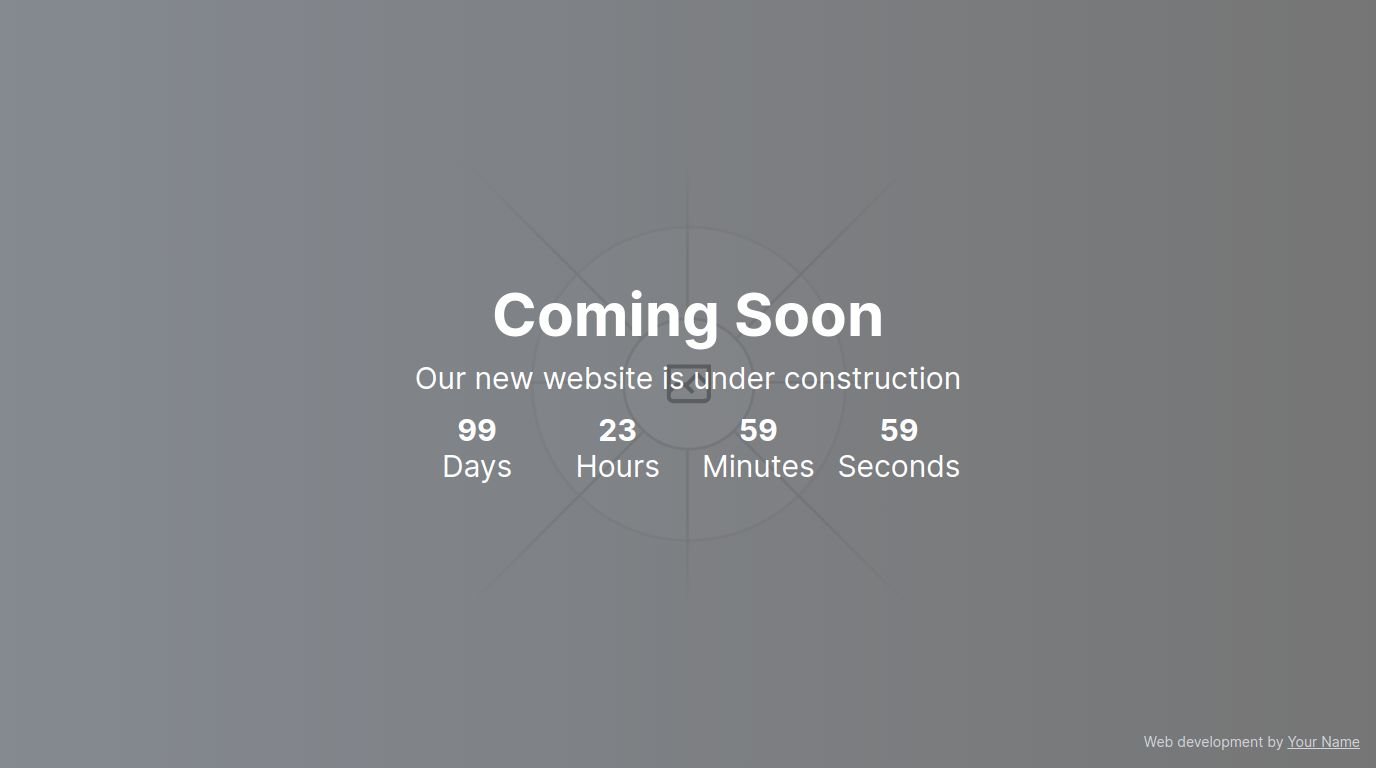 Coming Soon
Our new website is under construction
99 23 59 59
Days Hours Minutes Seconds
Web development by Your Name